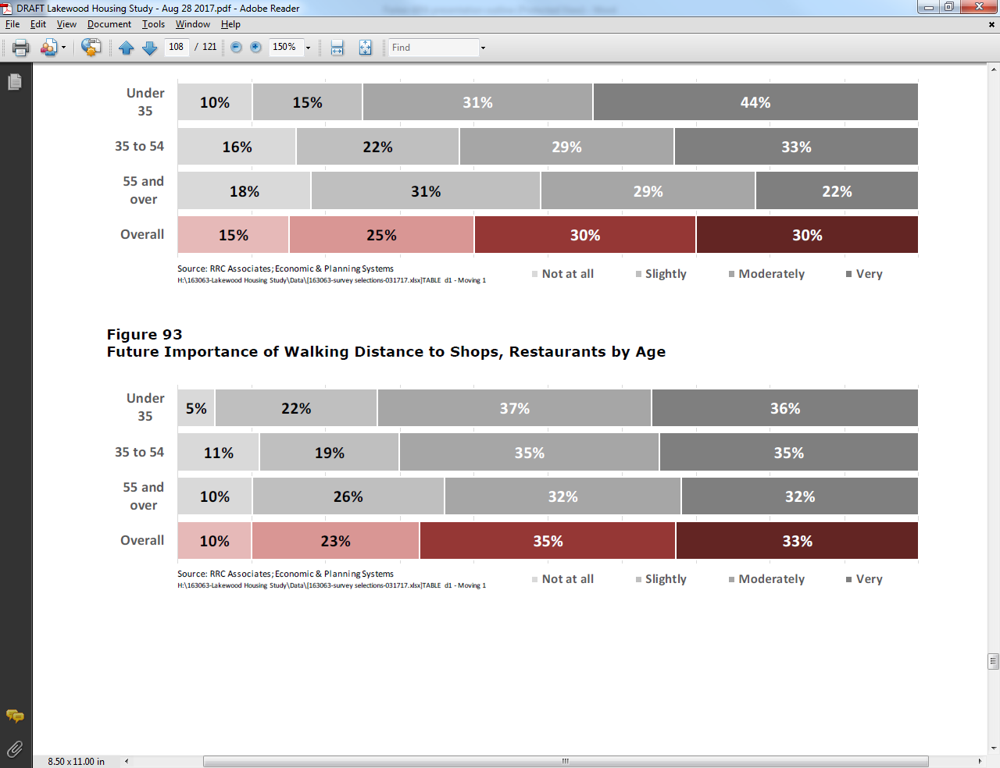 DRAFT Lakewood Housing Study - Aug 28 2017.pdf - Adobe Reader
File Edit View Document Tools Window Help
108 / 121 150% Find
Under 35 10% 15% 31% 44%
35 to 54 16% 22% 29% 33%
55 and over 18% 31% 29% 22%
Overall 15% 25% 30% 30%
Source: RRC Associates; Economic & Planning Systems
H:\163063-Lakewood Housing Study\Data\[163063-survey selections-031717.xlsx]TABLE d1 - Moving 1
Not at all Slightly Moderately Very
Figure 93
Future Importance of Walking Distance to Shops, Restaurants by Age
Under 35 5% 22% 37% 36%
35 to 54 11% 19% 35% 35%
55 and over 10% 26% 32% 32%
Overall 10% 23% 35% 33%
Source: RRC Associates; Economic & Planning Systems
H:\163063-Lakewood Housing Study\Data\[163063-survey selections-031717.xlsx]TABLE d1 - Moving 1
Not at all Slightly Moderately Very
8.50 x 11.00 in